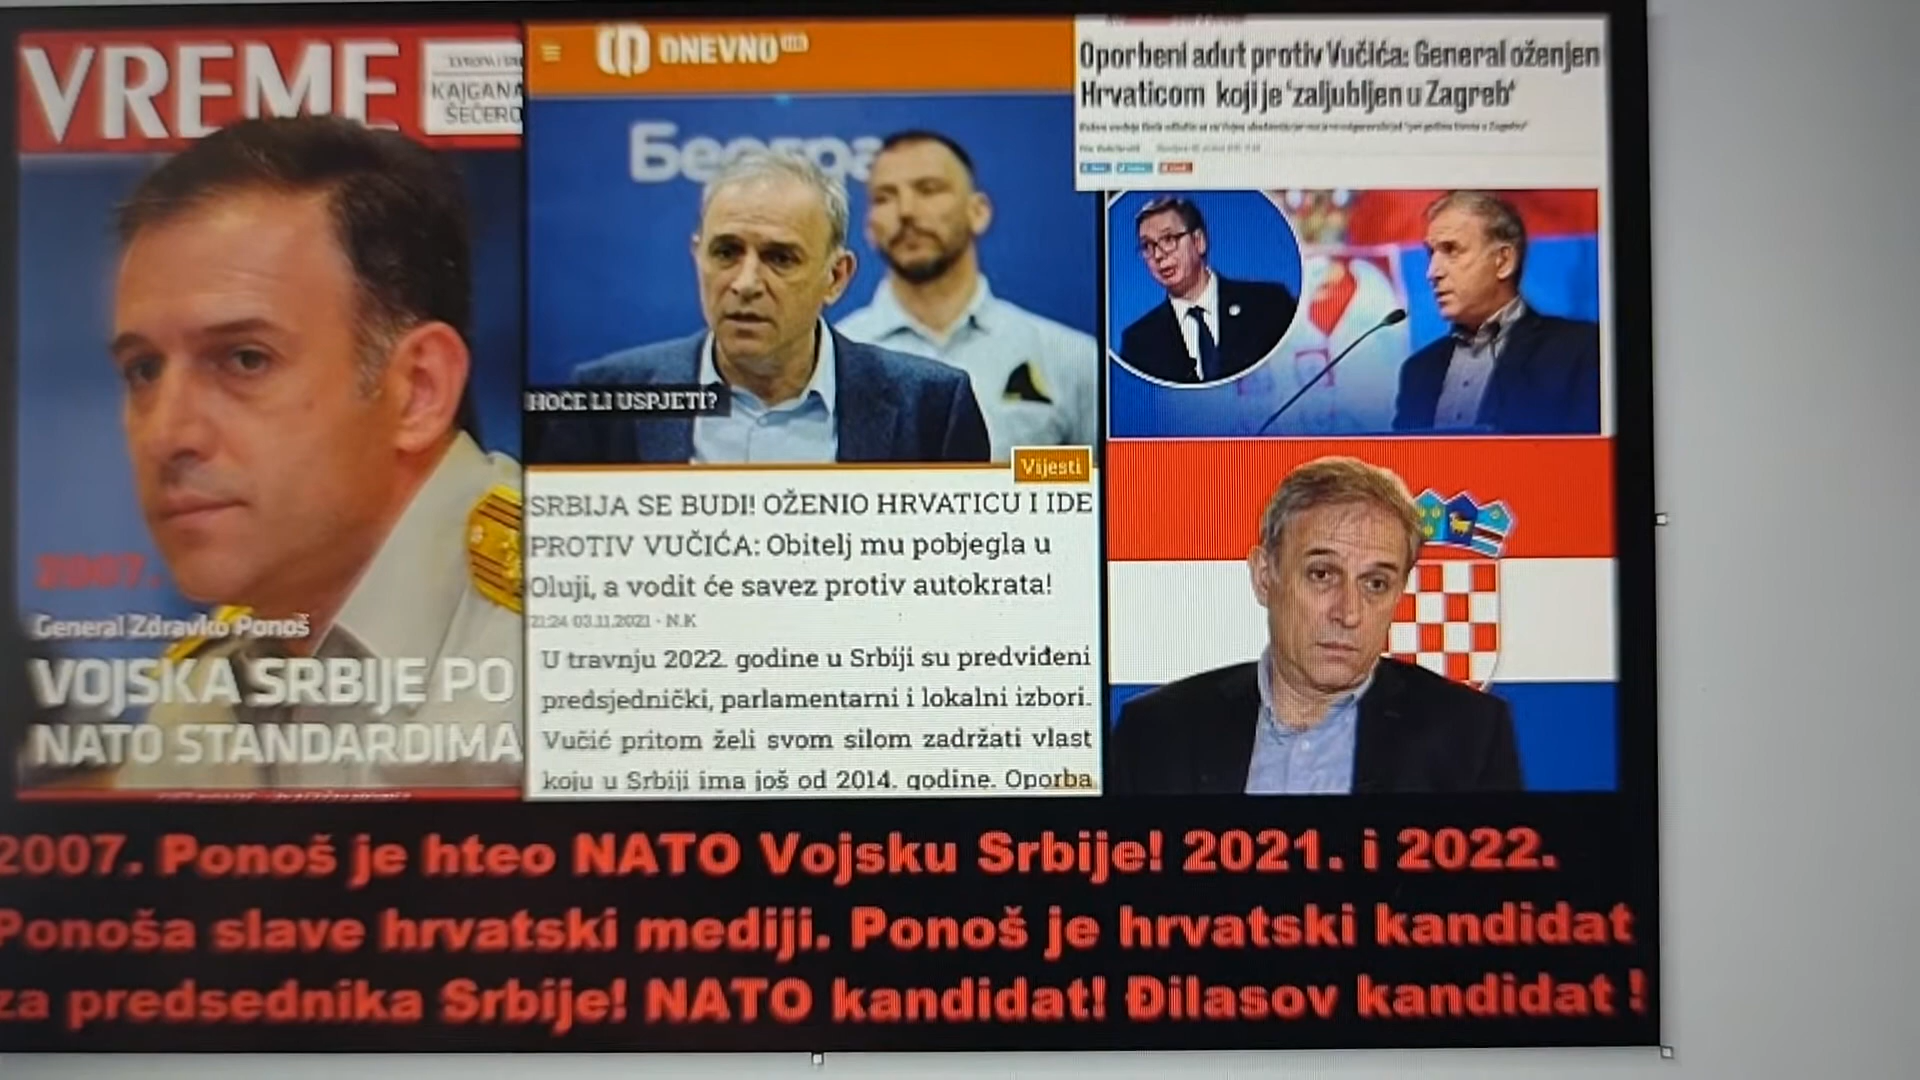 VREME
KAJGANA
ŠEĆERO
2007.
General Zdravko Ponoš
VOJSKA SRBIJE PO
NATO STANDARDIMA
DNEVNO
Београ
HOĆE LI USPJETI?
Vijesti
SRBIJA SE BUDI! OŽENIO HRVATICU I IDE
PROTIV VUČIĆA: Obitelj mu pobjegla u
Oluji, a vodit će savez protiv autokrata!
21:24 03.11.2021 - N.K
U travnju 2022. godine u Srbiji su predviđeni
predsjednički, parlamentarni i lokalni izbori.
Vučić pritom želi svom silom zadržati vlast
koju u Srbiji ima još od 2014. godine. Oporba
Oporbeni adut protiv Vučića: General oženjen
Hrvaticom koji je 'zaljubljen u Zagreb'
2007. Ponoš je hteo NATO Vojsku Srbije! 2021. i 2022.
Ponoša slave hrvatski mediji. Ponoš je hrvatski kandidat
za predsednika Srbije! NATO kandidat! Đilasov kandidat !